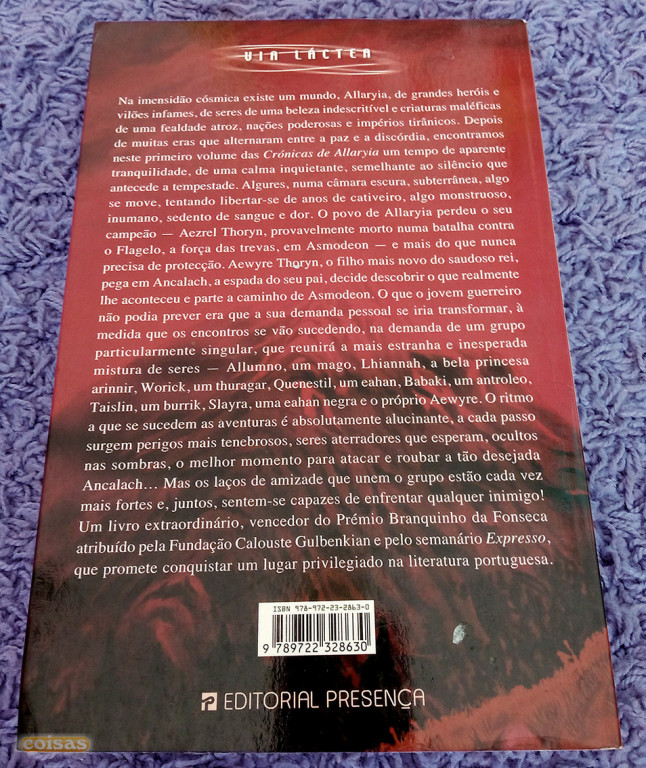 VIA LÁCTEA
Na imensidão cósmica existe um mundo, Allaryia, de grandes heróis e
vilões infames, de seres de uma beleza indescritível e criaturas maléficas
de uma fealdade atroz, nações poderosas e impérios tirânicos. Depois
de muitas eras que alternaram entre a paz e a discórdia, encontramos
neste primeiro volume das Crónicas de Allaryia um tempo de aparente
tranquilidade, de uma calma inquietante, semelhante ao silêncio que
antecede a tempestade. Algures, numa câmara escura, subterrânea, algo
se move, tentando libertar-se de anos de cativeiro, algo monstruoso,
inumano, sedento de sangue e dor. O povo de Allaryia perdeu o seu
campeão — Aezrel Thoryn, provavelmente morto numa batalha contra
o Flagelo, a força das trevas, em Asmodeon — e mais do que nunca
precisa de protecção. Aewyre Thoryn, o filho mais novo do saudoso rei,
pega em Ancalach, a espada do seu pai, decide descobrir o que realmente
lhe aconteceu e parte a caminho de Asmodeon. O que o jovem guerreiro
não podia prever era que a sua demanda pessoal se iria transformar, à
medida que os encontros se vão sucedendo, na demanda de um grupo
particularmente singular, que reunirá a mais estranha e inesperada
mistura de seres — Allumno, um mago, Lhiannah, a bela princesa
arinnir, Worick, um thuragar, Quenestil, um eahan, Babaki, um antroleo,
Taislin, um burrik, Slayra, uma eahan negra e o próprio Aewyre. O ritmo
a que se sucedem as aventuras é absolutamente alucinante, a cada passo
surgem perigos mais tenebrosos, seres aterradores que esperam, ocultos
nas sombras, o melhor momento para atacar e roubar a tão desejada
Ancalach... Mas os laços de amizade que unem o grupo estão cada vez
mais fortes e, juntos, sentem-se capazes de enfrentar qualquer inimigo!
Um livro extraordinário, vencedor do Prémio Branquinho da Fonseca
atribuído pela Fundação Calouste Gulbenkian e pelo semanário Expresso,
que promete conquistar um lugar privilegiado na literatura portuguesa.
ISBN 978-972-23-2863-0
9 789722 328630
EDITORIAL PRESENÇA
coisas